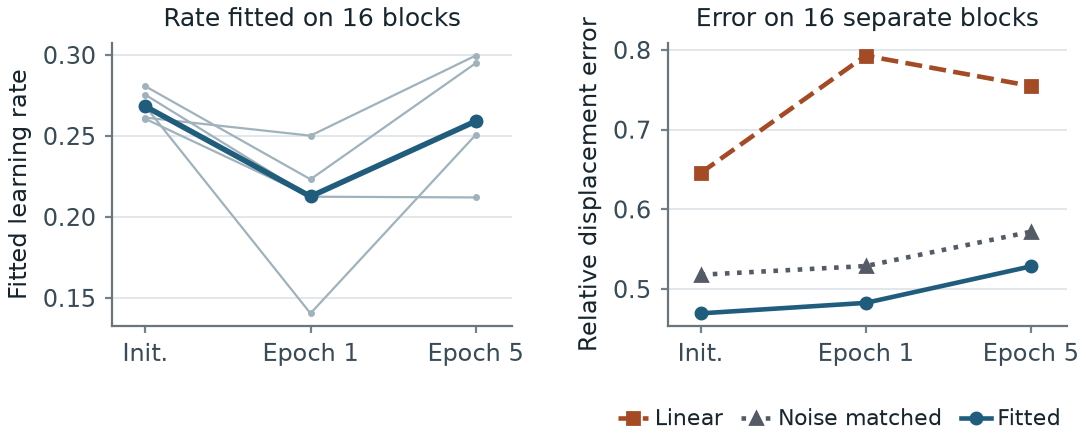 Rate fitted on 16 blocks
Fitted learning rate
0.30
0.25
0.20
0.15
Init.
Epoch 1
Epoch 5
Error on 16 separate blocks
Relative displacement error
0.8
0.7
0.6
0.5
Init.
Epoch 1
Epoch 5
Linear
Noise matched
Fitted